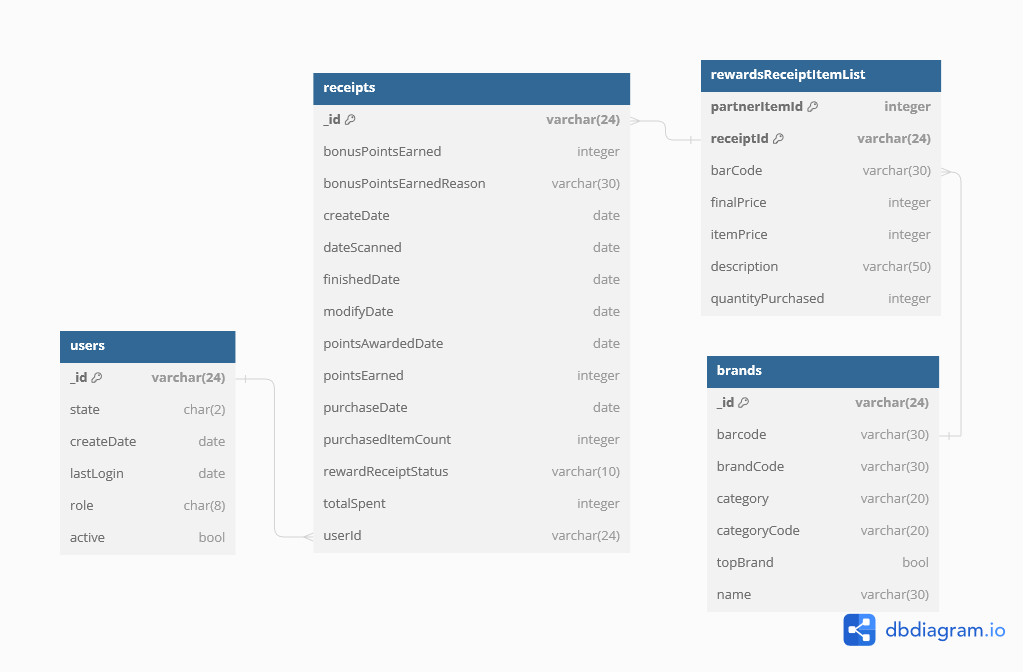 receipts
_id varchar(24)
bonusPointsEarned integer
bonusPointsEarnedReason varchar(30)
createDate date
dateScanned date
finishedDate date
modifyDate date
pointsAwardedDate date
pointsEarned integer
purchaseDate date
purchasedItemCount integer
rewardReceiptStatus varchar(10)
totalSpent integer
userId varchar(24)
rewardsReceiptItemList
partnerItemId integer
receiptId varchar(24)
barCode varchar(30)
finalPrice integer
itemPrice integer
description varchar(50)
quantityPurchased integer
users
_id varchar(24)
state char(2)
createDate date
lastLogin date
role char(8)
active bool
brands
_id varchar(24)
barcode varchar(30)
brandCode varchar(30)
category varchar(20)
categoryCode varchar(20)
topBrand bool
name varchar(30)
dbdiagram.io